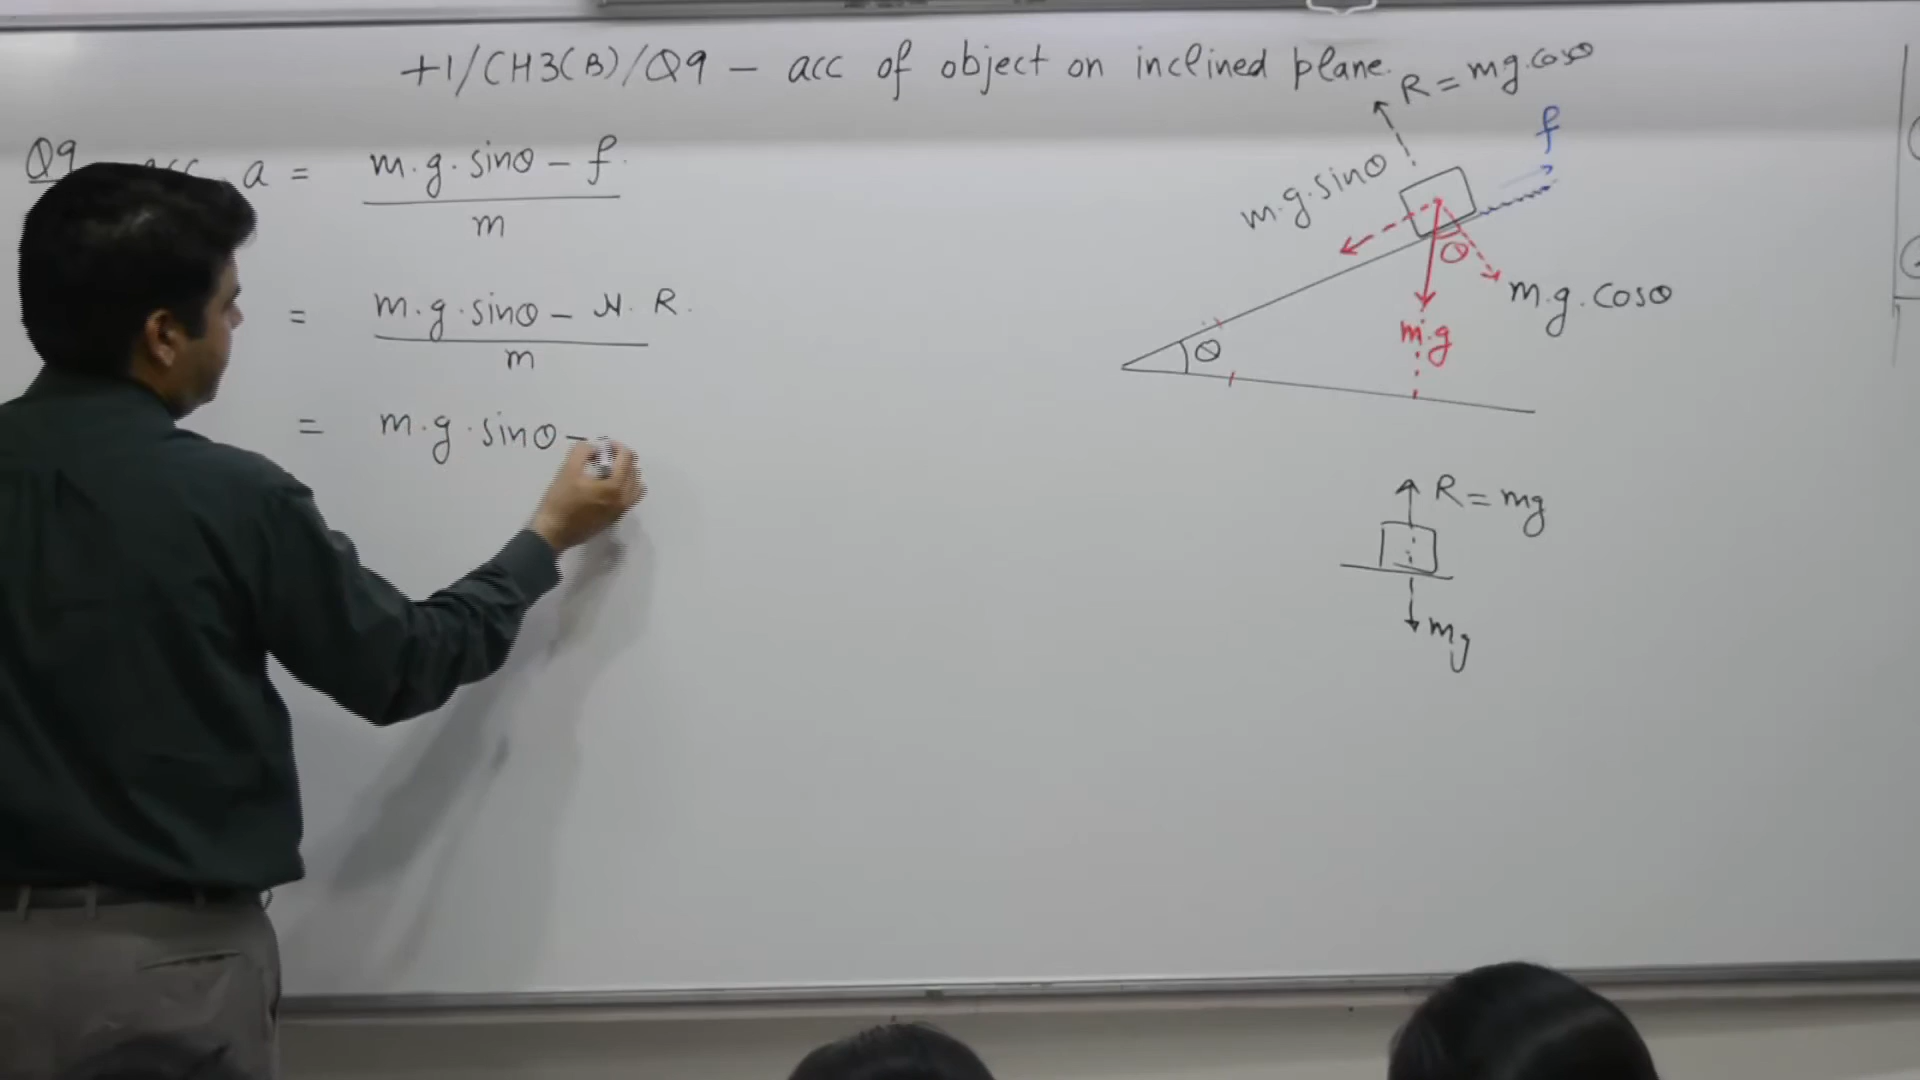 +1/CH3(B)/Q9 – acc of object on inclined plane.
R = mg.cosθ
Q9 acc a = m.g.sinθ – f
m
= m.g.sinθ – μ. R.
m
= m.g.sinθ –
m.g.sinθ
f
θ
m.g.cosθ
m.g
θ
R = mg
mg